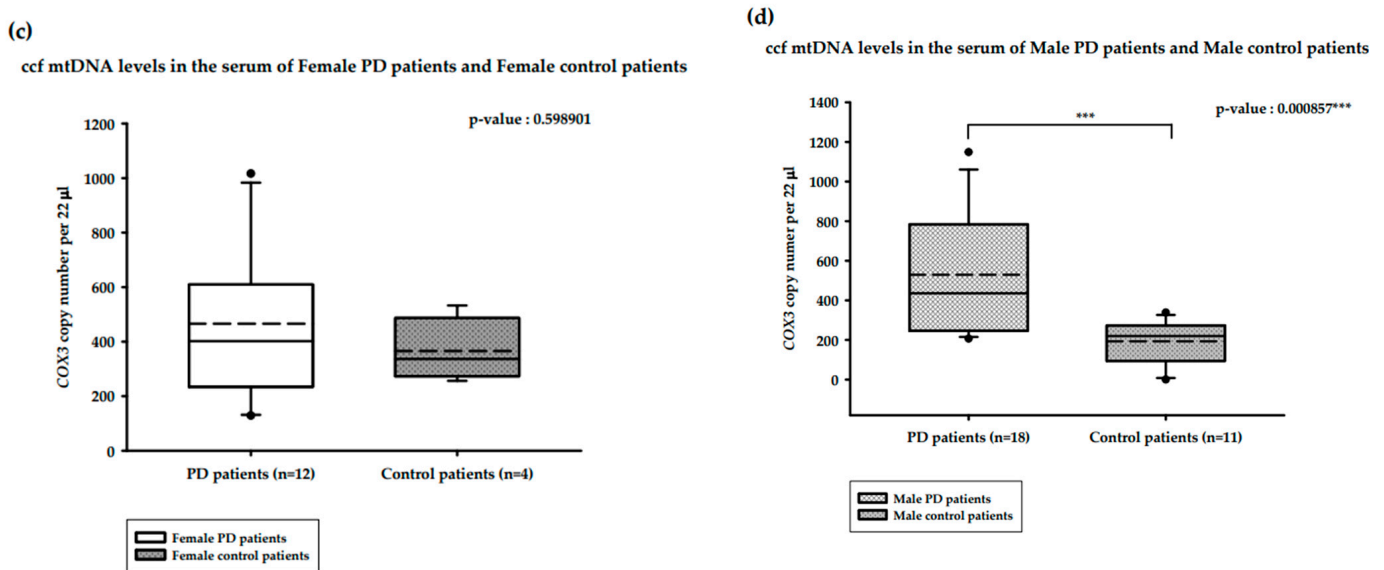 (c)
ccf mtDNA levels in the serum of Female PD patients and Female control patients
p-value : 0.598901
1200
1000
800
600
400
200
0
COX3 copy number per 22 µl
PD patients (n=12)
Control patients (n=4)
Female PD patients
Female control patients
(d)
ccf mtDNA levels in the serum of Male PD patients and Male control patients
p-value : 0.000857***
***
1400
1200
1000
800
600
400
200
0
COX3 copy numer per 22 µl
PD patients (n=18)
Control patients (n=11)
Male PD patients
Male control patients